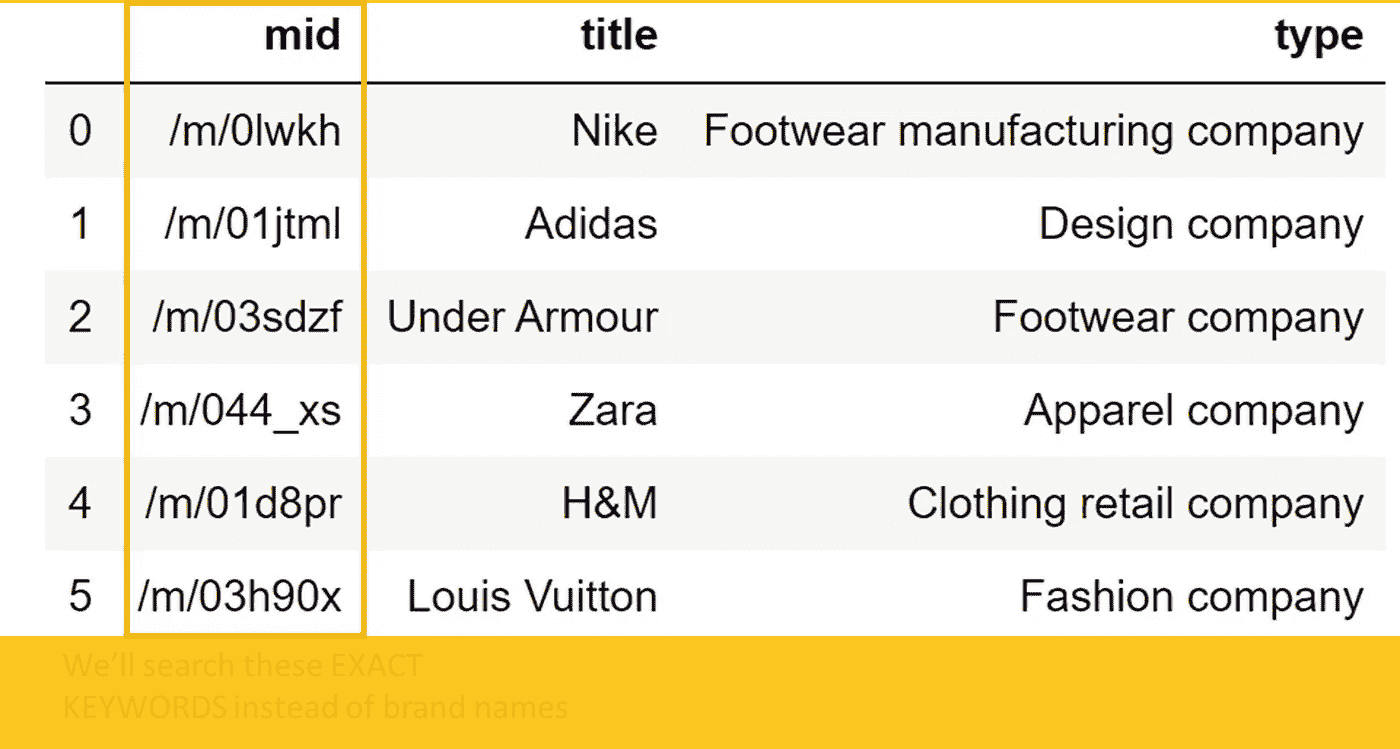 mid title type
0 /m/0lwkh Nike Footwear manufacturing company
1 /m/01jtml Adidas Design company
2 /m/03sdzf Under Armour Footwear company
3 /m/044_xs Zara Apparel company
4 /m/01d8pr H&M Clothing retail company
5 /m/03h90x Louis Vuitton Fashion company
We'll search these EXACT
KEYWORDS instead of brand names